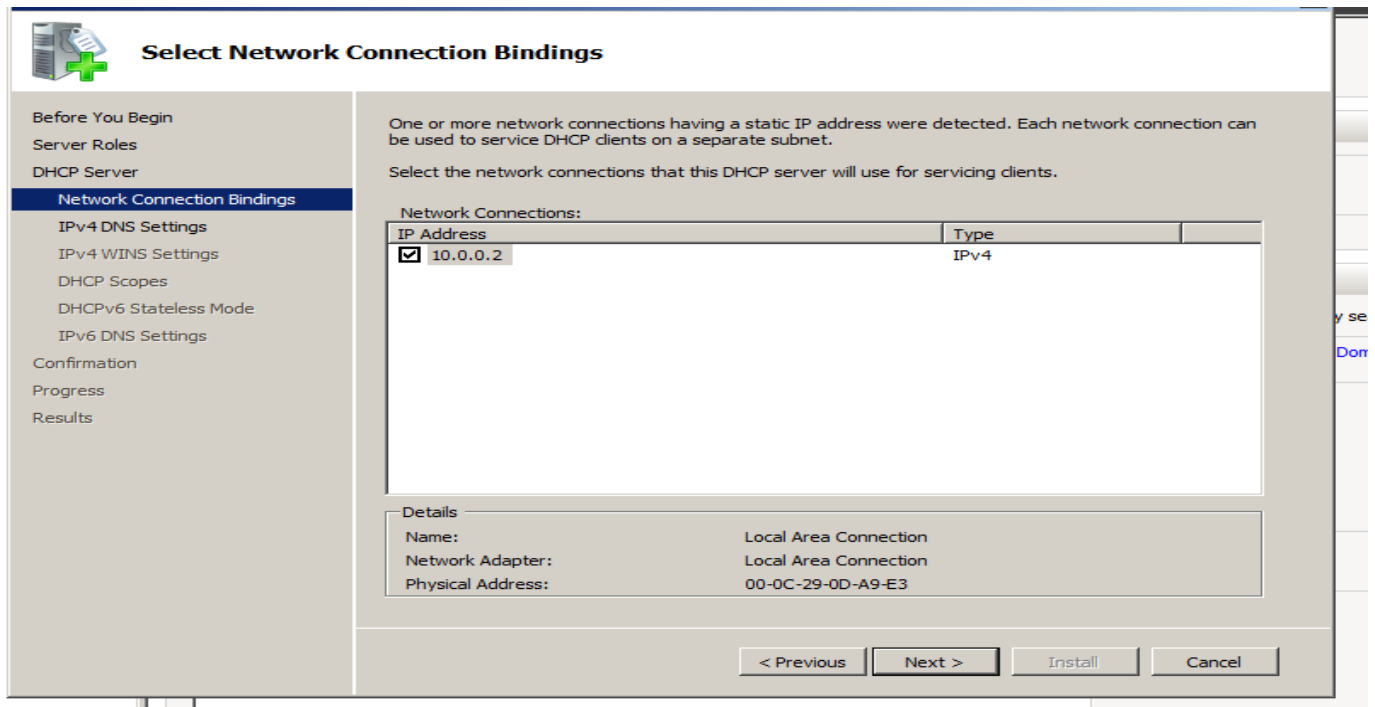 Select Network Connection Bindings
Before You Begin
Server Roles
DHCP Server
Network Connection Bindings
IPv4 DNS Settings
IPv4 WINS Settings
DHCP Scopes
DHCPv6 Stateless Mode
IPv6 DNS Settings
Confirmation
Progress
Results
One or more network connections having a static IP address were detected. Each network connection can
be used to service DHCP clients on a separate subnet.
Select the network connections that this DHCP server will use for servicing clients.
Network Connections:
IP Address Type
10.0.0.2 IPv4
Details
Name: Local Area Connection
Network Adapter: Local Area Connection
Physical Address: 00-0C-29-0D-A9-E3
< Previous Next > Install Cancel
y se
Dom